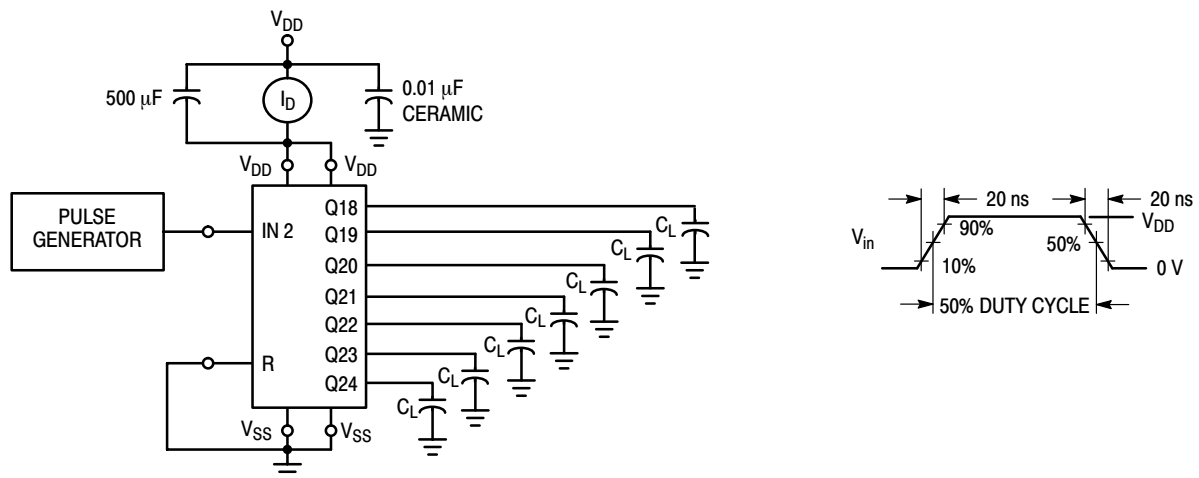 VDD
500 μF
ID
0.01 μF
CERAMIC
VDD
VDD
PULSE
GENERATOR
IN 2
R
Q18
Q19
Q20
Q21
Q22
Q23
Q24
CL
CL
CL
CL
CL
CL
CL
VSS
VSS
20 ns
20 ns
Vin
90%
10%
50%
VDD
0 V
50% DUTY CYCLE